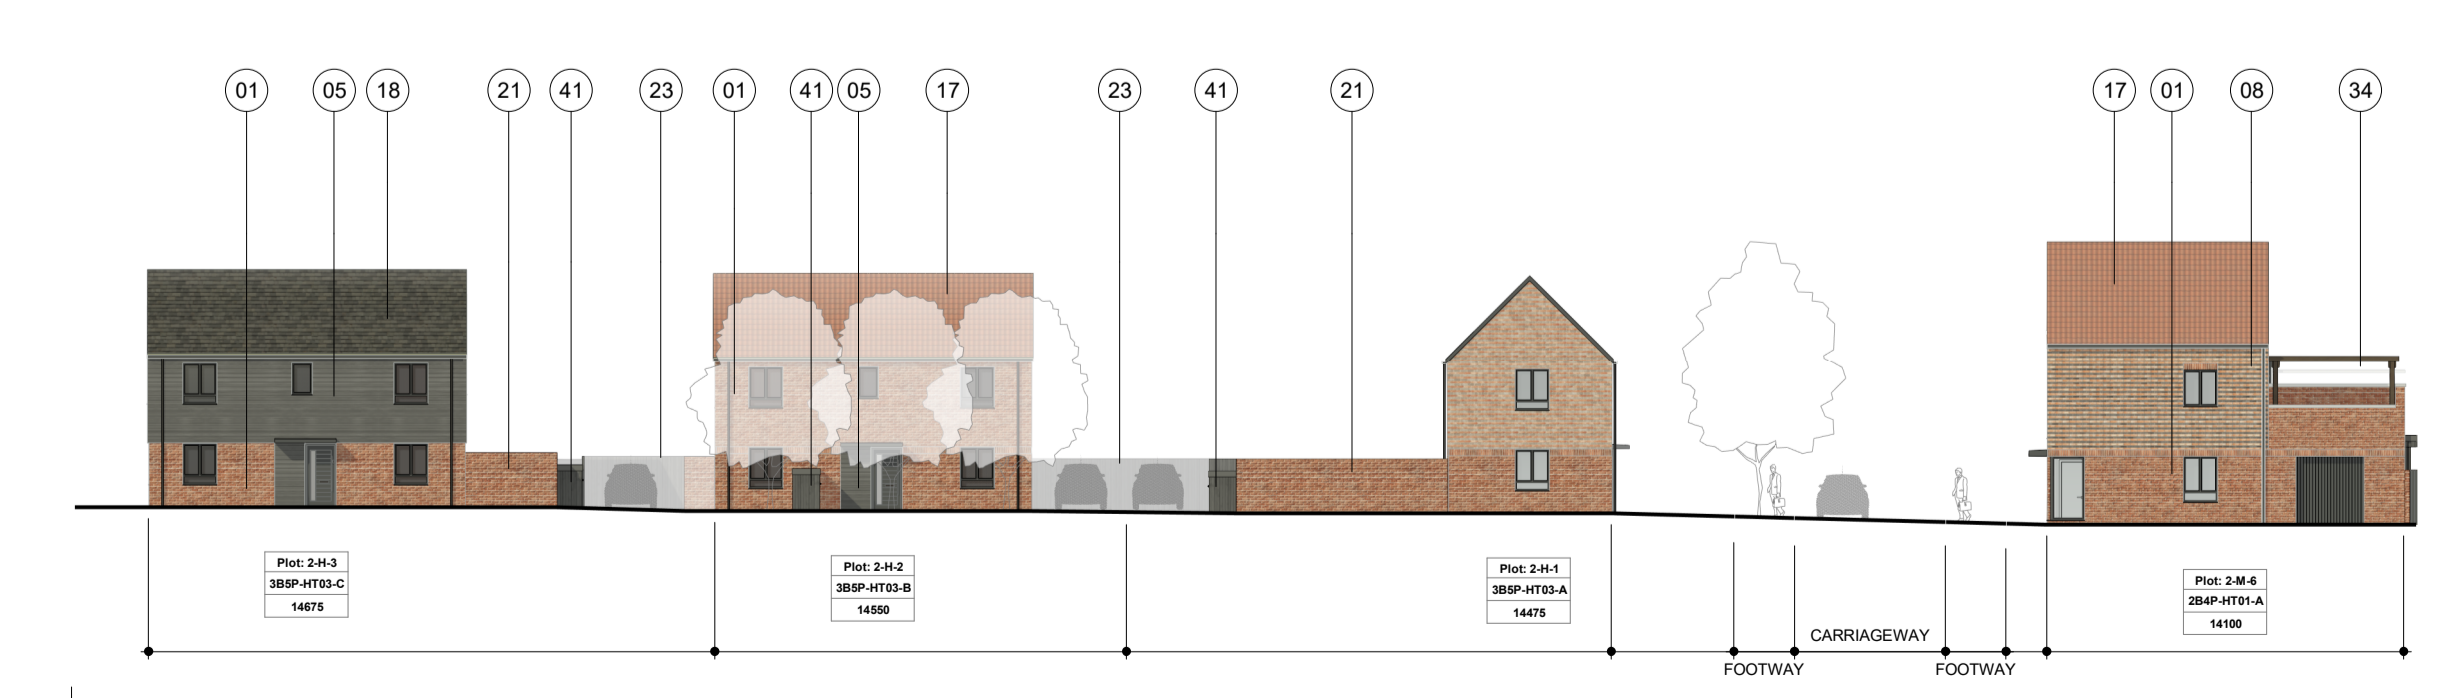 01 05 18 21 41 23 01 41 05 17 23 41 21 17 01 08 34
Plot: 2-H-3
3B5P-HT03-C
14675
Plot: 2-H-2
3B5P-HT03-B
14550
Plot: 2-H-1
3B5P-HT03-A
14475
Plot: 2-M-6
2B4P-HT01-A
14100
CARRIAGEWAY
FOOTWAY FOOTWAY